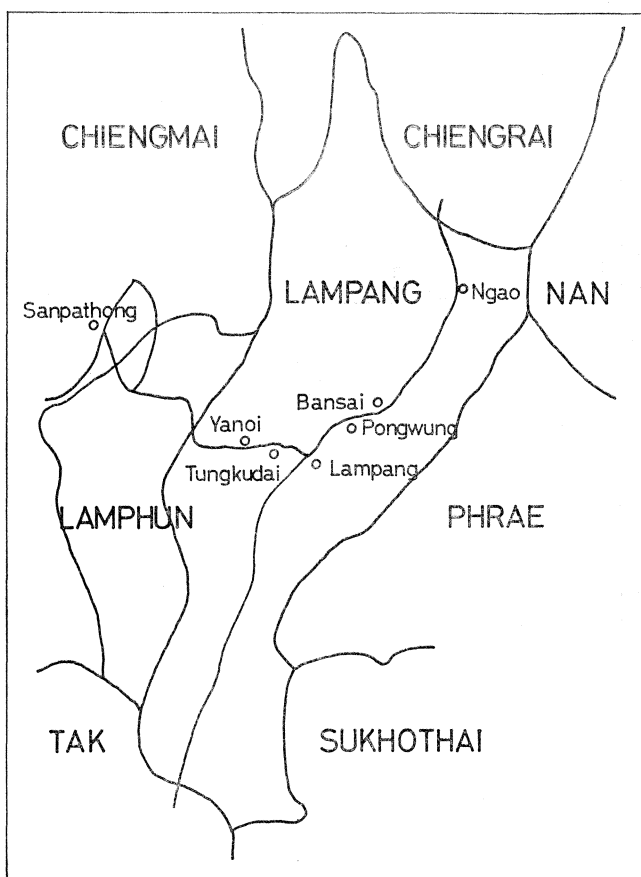 CHIENGMAI
CHIENGRAI
LAMPANG
Ngao
NAN
Sanpathong
Bansai
Yanoi
Pongwung
Tungkudai
Lampang
LAMPHUN
PHRAE
TAK
SUKHOTHAI